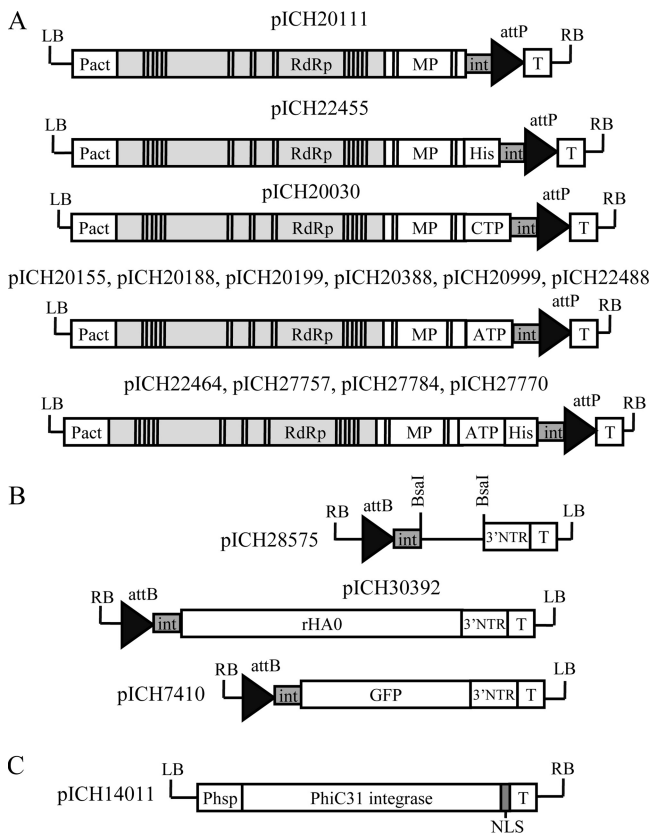 A
pICH20111
LB
attP
RB
Pact RdRp MP int T
pICH22455
LB
attP
RB
Pact RdRp MP His int T
pICH20030
LB
attP
RB
Pact RdRp MP CTP int T
pICH20155, pICH20188, pICH20199, pICH20388, pICH20999, pICH22488
LB
attP
RB
Pact RdRp MP ATP int T
pICH22464, pICH27757, pICH27784, pICH27770
LB
attP
RB
Pact RdRp MP ATP His int T
B
pICH28575
RB
attB
BsaI
BsaI
LB
int 3’NTR T
pICH30392
RB
attB
LB
int rHA0 3’NTR T
pICH7410
RB
attB
LB
int GFP 3’NTR T
C
pICH14011
LB
RB
Phsp PhiC31 integrase T
NLS